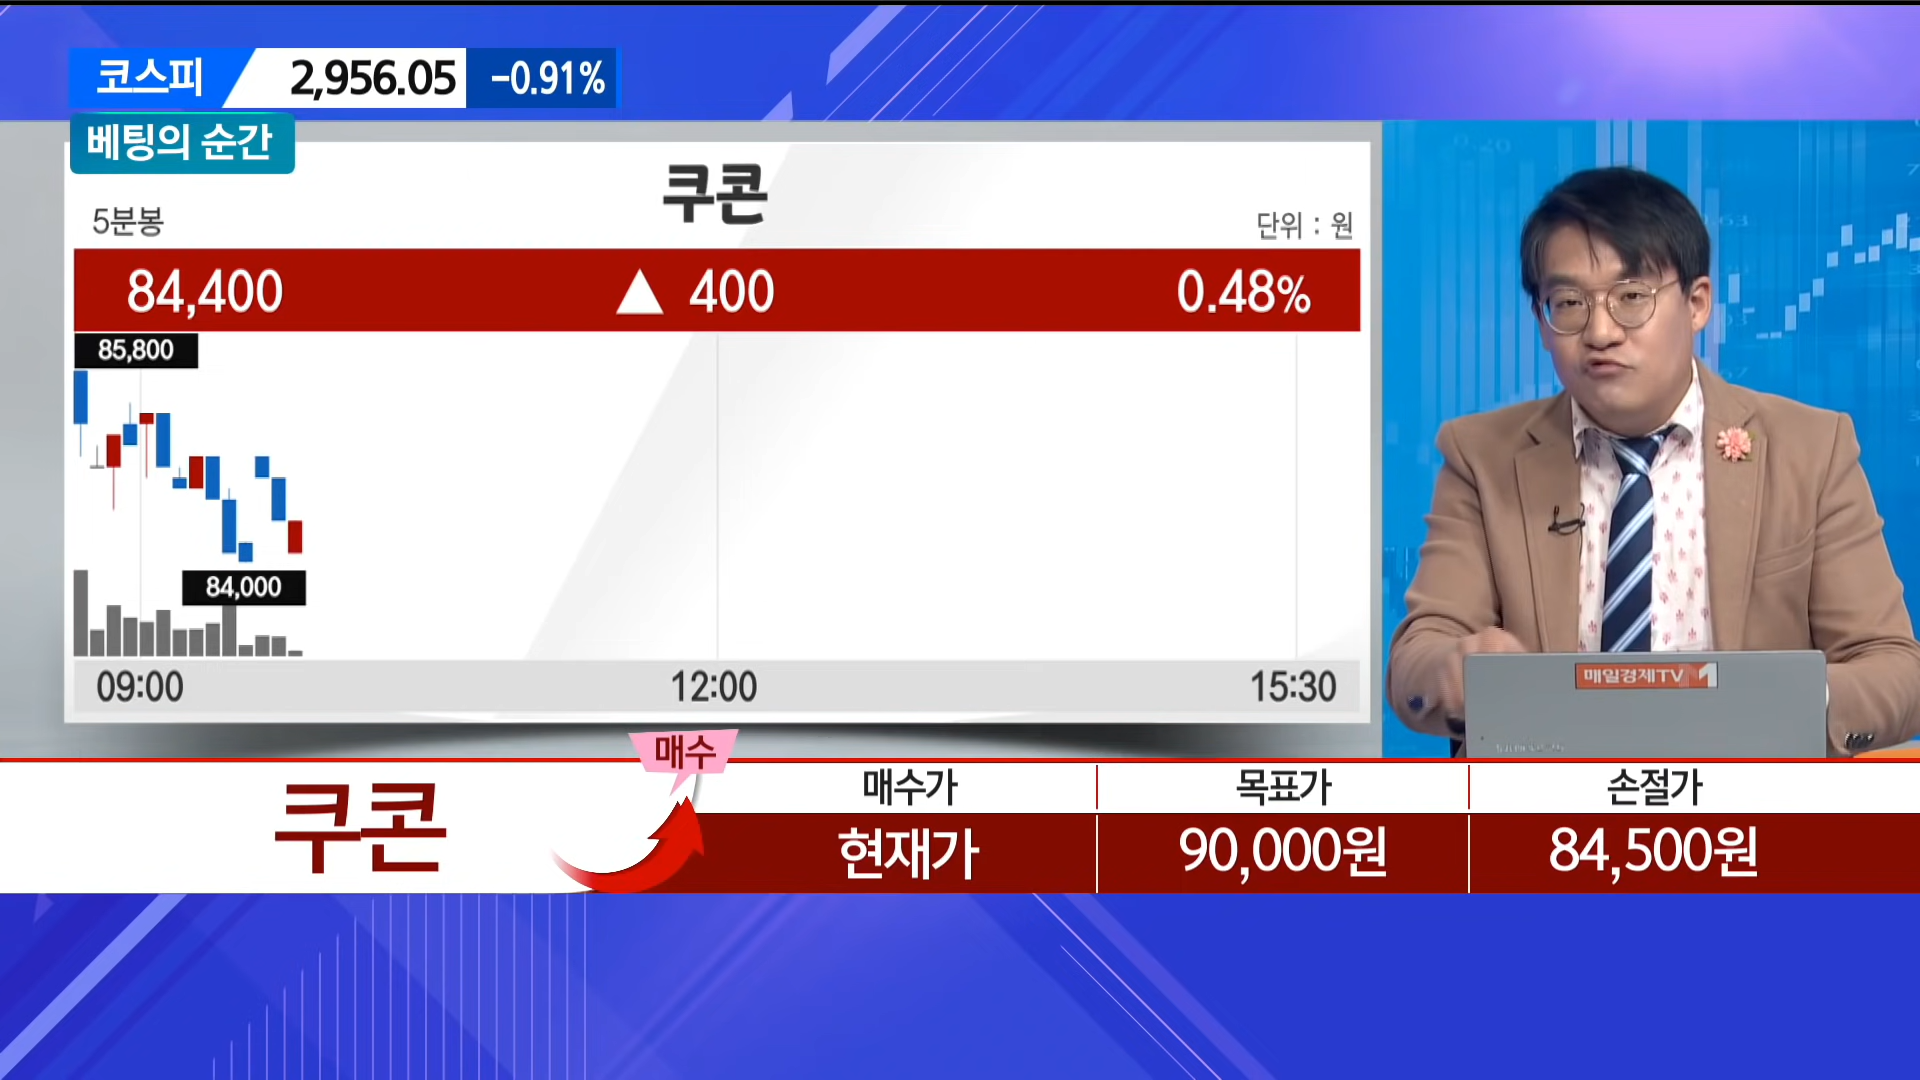 코스피 2,956.05 -0.91%
베팅의 순간
쿠콘
5분봉
단위 : 원
84,400 ▲ 400 0.48%
85,800
84,000
09:00 12:00 15:30
매일경제TV
매수
쿠콘
매수가 목표가 손절가
현재가 90,000원 84,500원